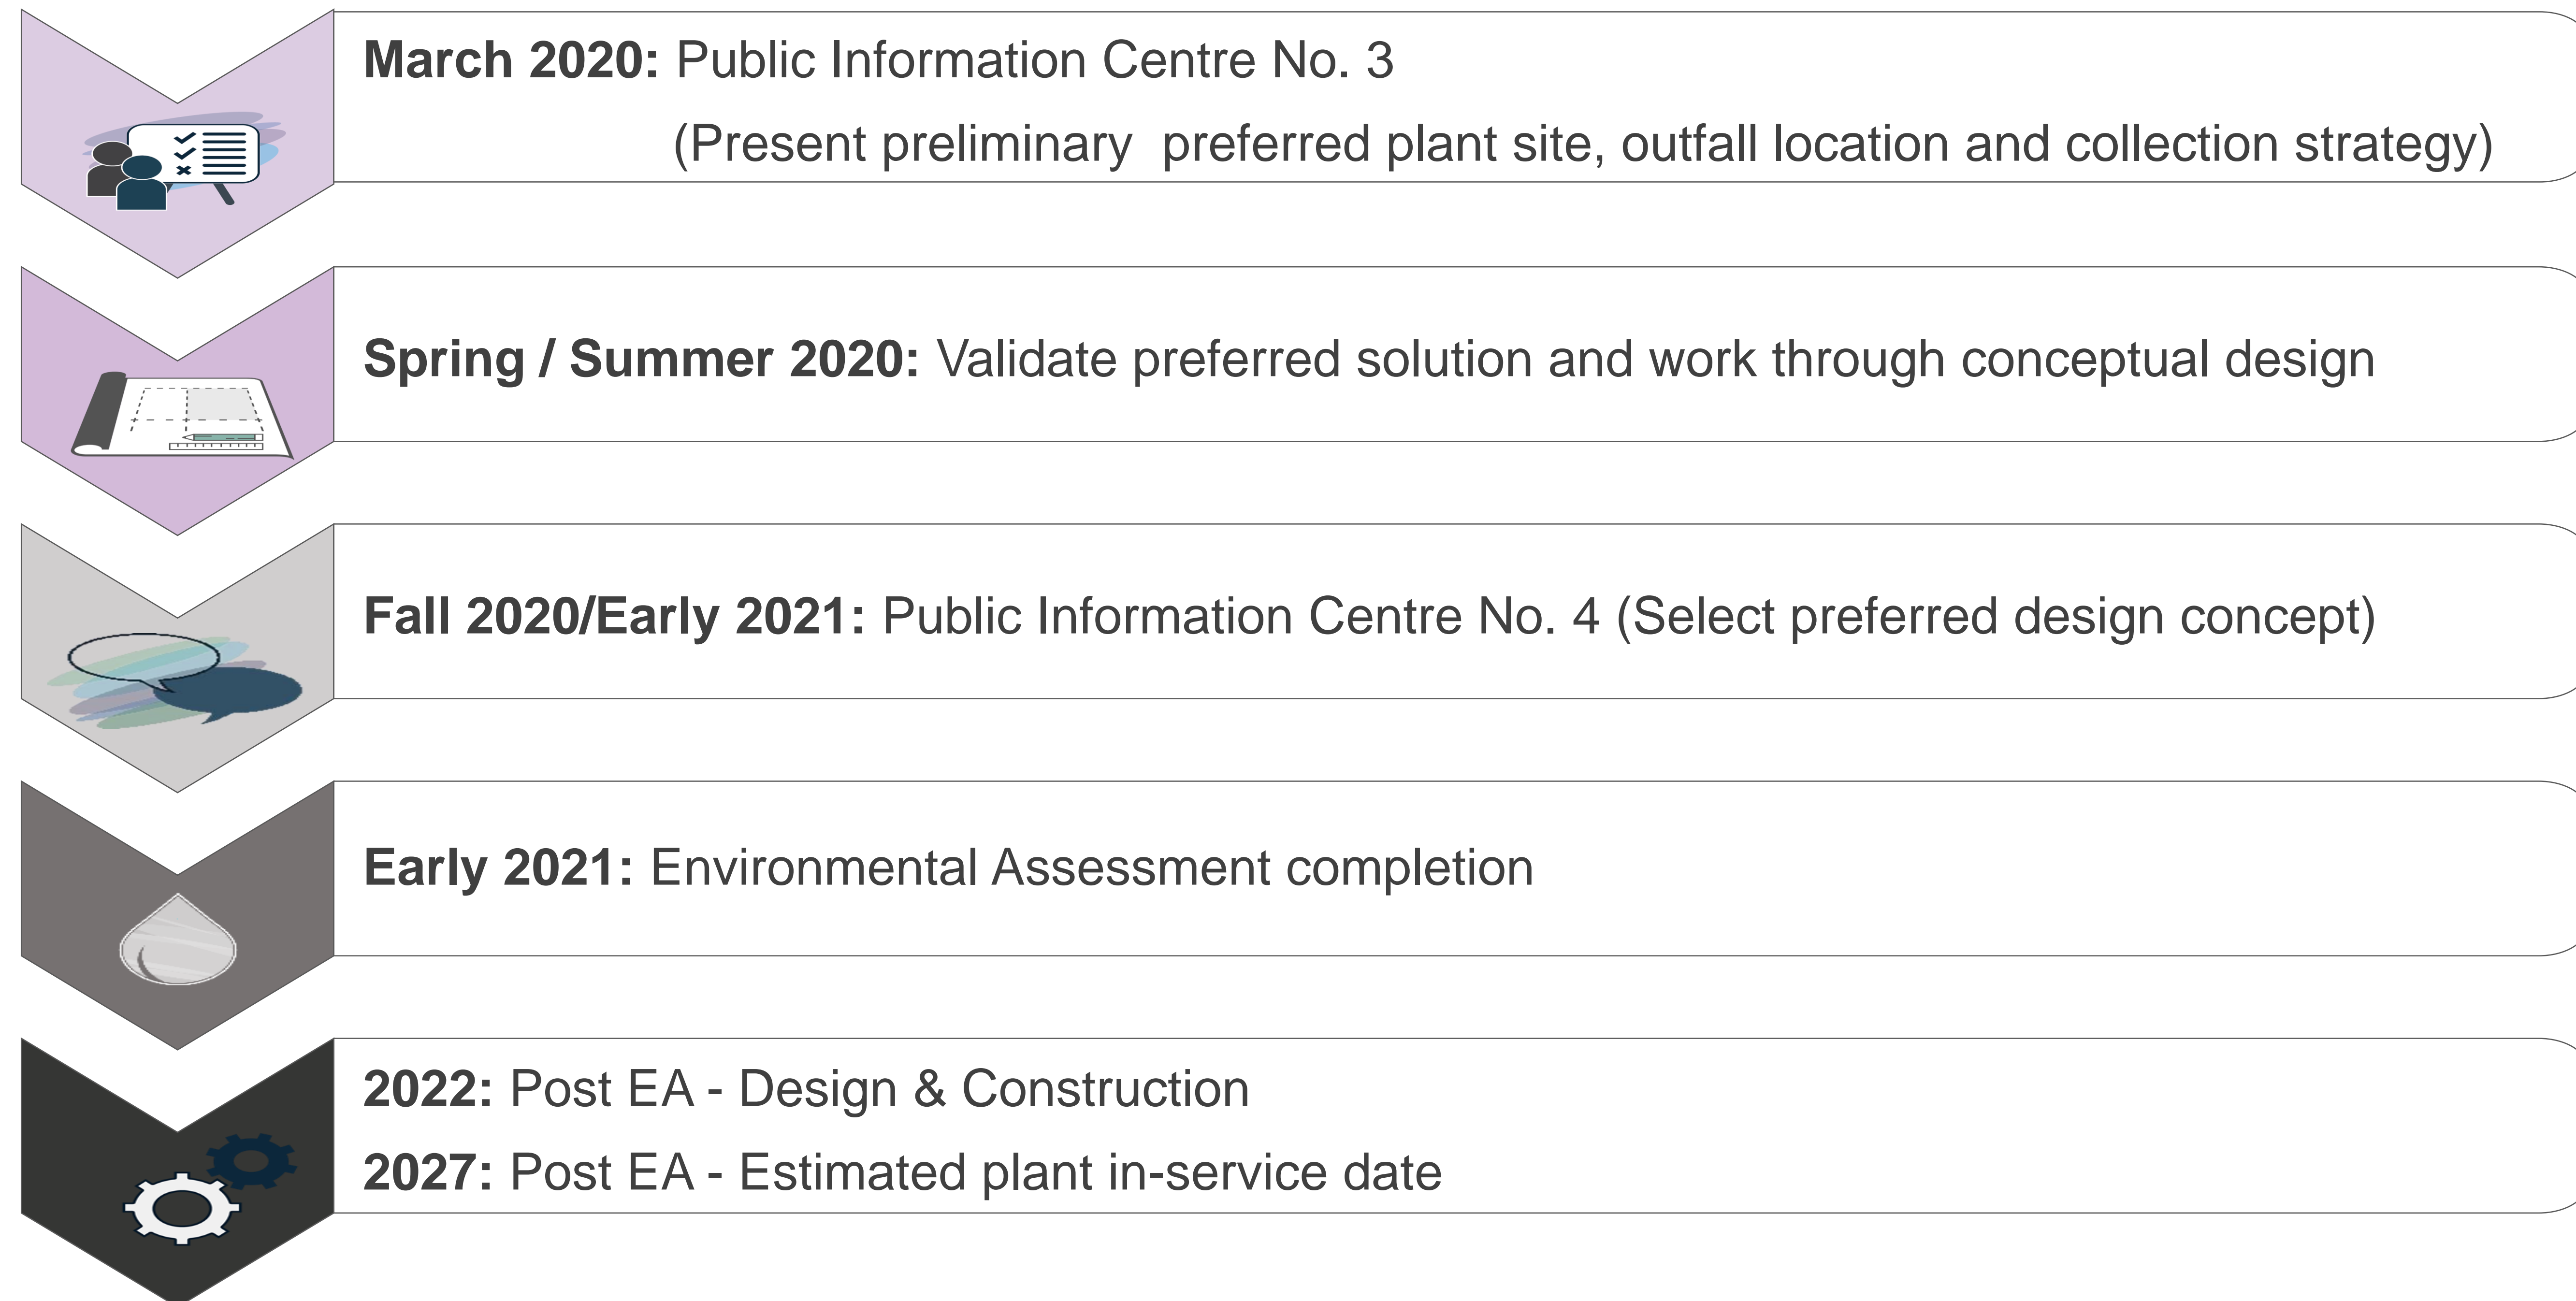 March 2020: Public Information Centre No. 3
(Present preliminary  preferred plant site, outfall location and collection strategy)
Spring / Summer 2020: Validate preferred solution and work through conceptual design
Fall 2020/Early 2021: Public Information Centre No. 4 (Select preferred design concept)
Early 2021: Environmental Assessment completion
2022: Post EA - Design & Construction
2027: Post EA - Estimated plant in-service date